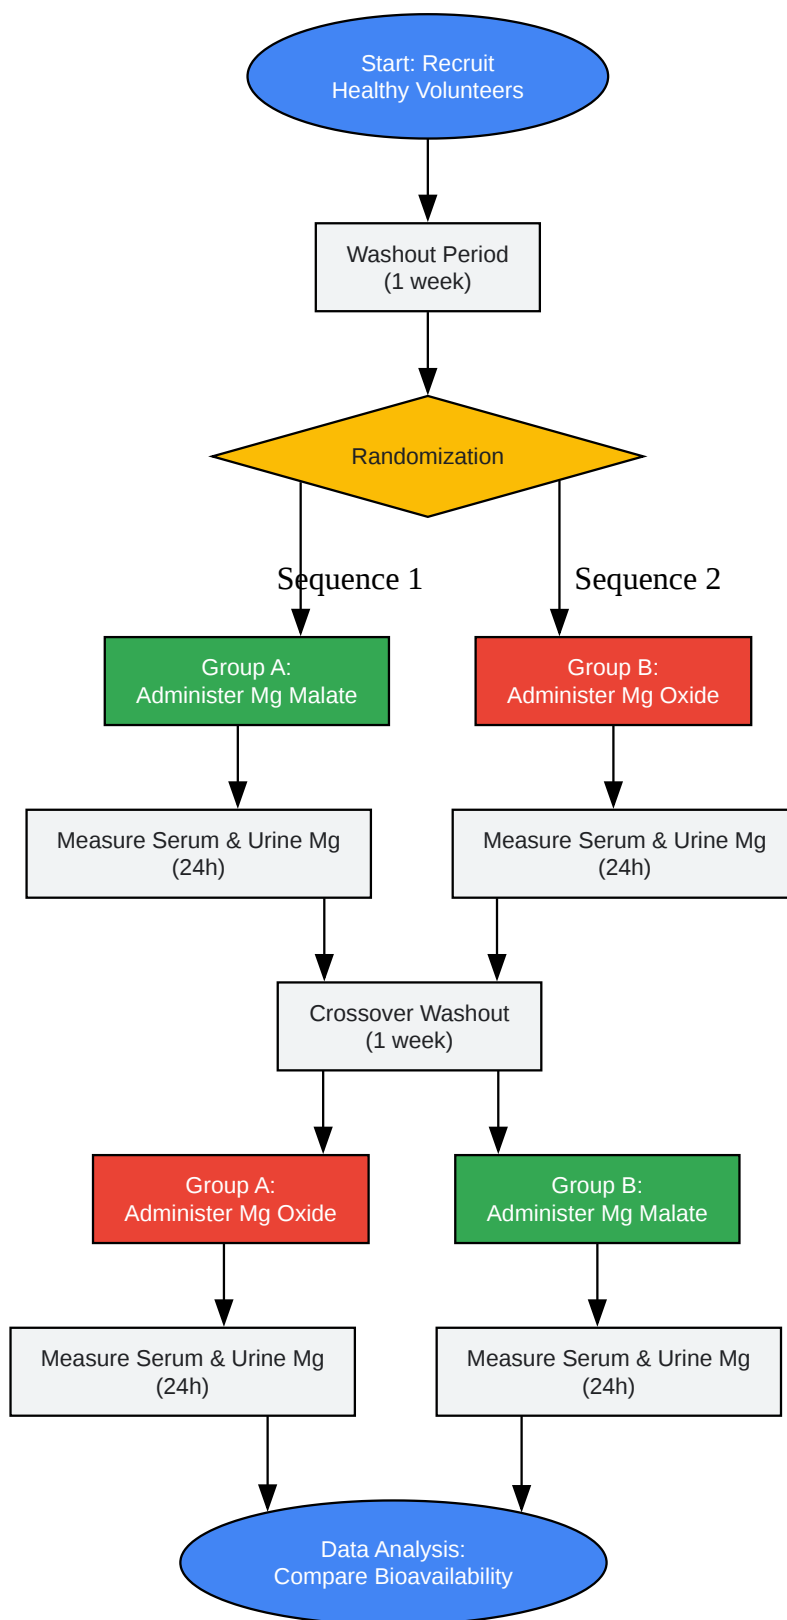 Start: Recruit
Healthy Volunteers
Washout Period
(1 week)
Randomization
Sequence 1
Sequence 2
Group A:
Administer Mg Malate
Group B:
Administer Mg Oxide
Measure Serum & Urine Mg
(24h)
Measure Serum & Urine Mg
(24h)
Crossover Washout
(1 week)
Group A:
Administer Mg Oxide
Group B:
Administer Mg Malate
Measure Serum & Urine Mg
(24h)
Measure Serum & Urine Mg
(24h)
Data Analysis:
Compare Bioavailability